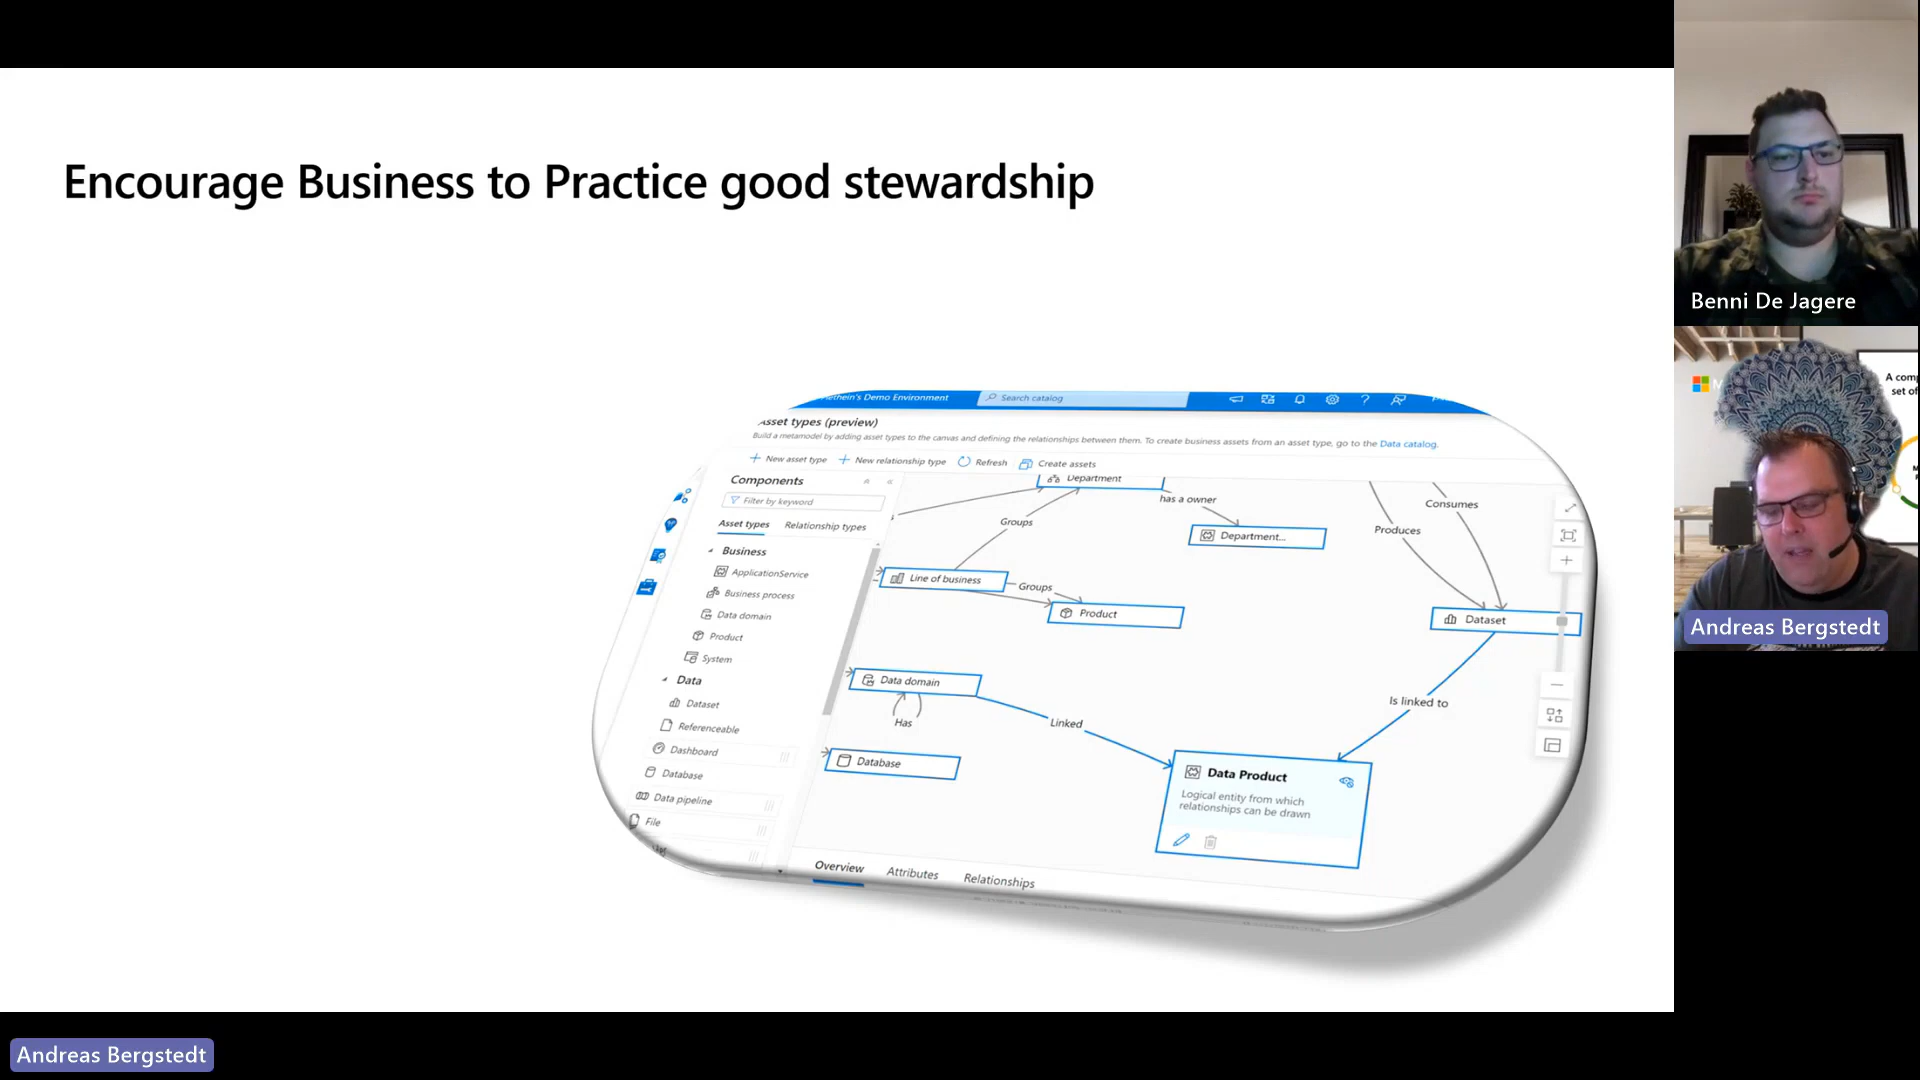 Encourage Business to Practice good stewardship
Demo Environment
Search catalog
Asset types (preview)
Build a metamodel by adding asset types to the canvas and defining the relationships between them. To create business assets from an asset type, go to the Data catalog.
New asset type
New relationship type
Refresh
Create assets
Components
Filter by keyword
Asset types
Relationship types
Business
ApplicationService
Business process
Data domain
Product
System
Data
Dataset
Referenceable
Dashboard
Database
Data pipeline
File
Department
has a owner
Groups
Department...
Consumes
Produces
Line of business
Groups
Product
Dataset
Data domain
Has
Linked
Is linked to
Database
Data Product
Logical entity from which
relationships can be drawn
Overview
Attributes
Relationships
Benni De Jagere
A com
set of
Andreas Bergstedt
Andreas Bergstedt